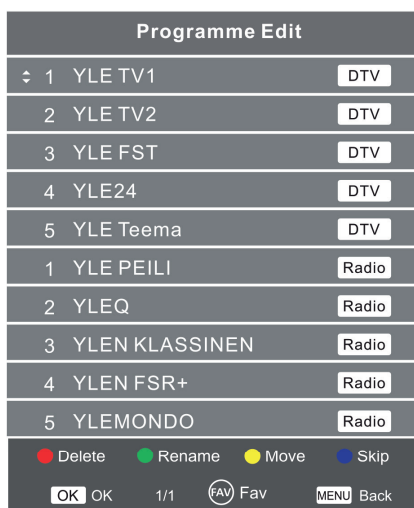 Programme Edit
1 YLE TV1 DTV
2 YLE TV2 DTV
3 YLE FST DTV
4 YLE24 DTV
5 YLE Teema DTV
1 YLE PEILI Radio
2 YLEQ Radio
3 YLEN KLASSINEN Radio
4 YLEN FSR+ Radio
5 YLEMONDO Radio
Delete Rename Move Skip
OK OK 1/1 FAV Fav MENU Back